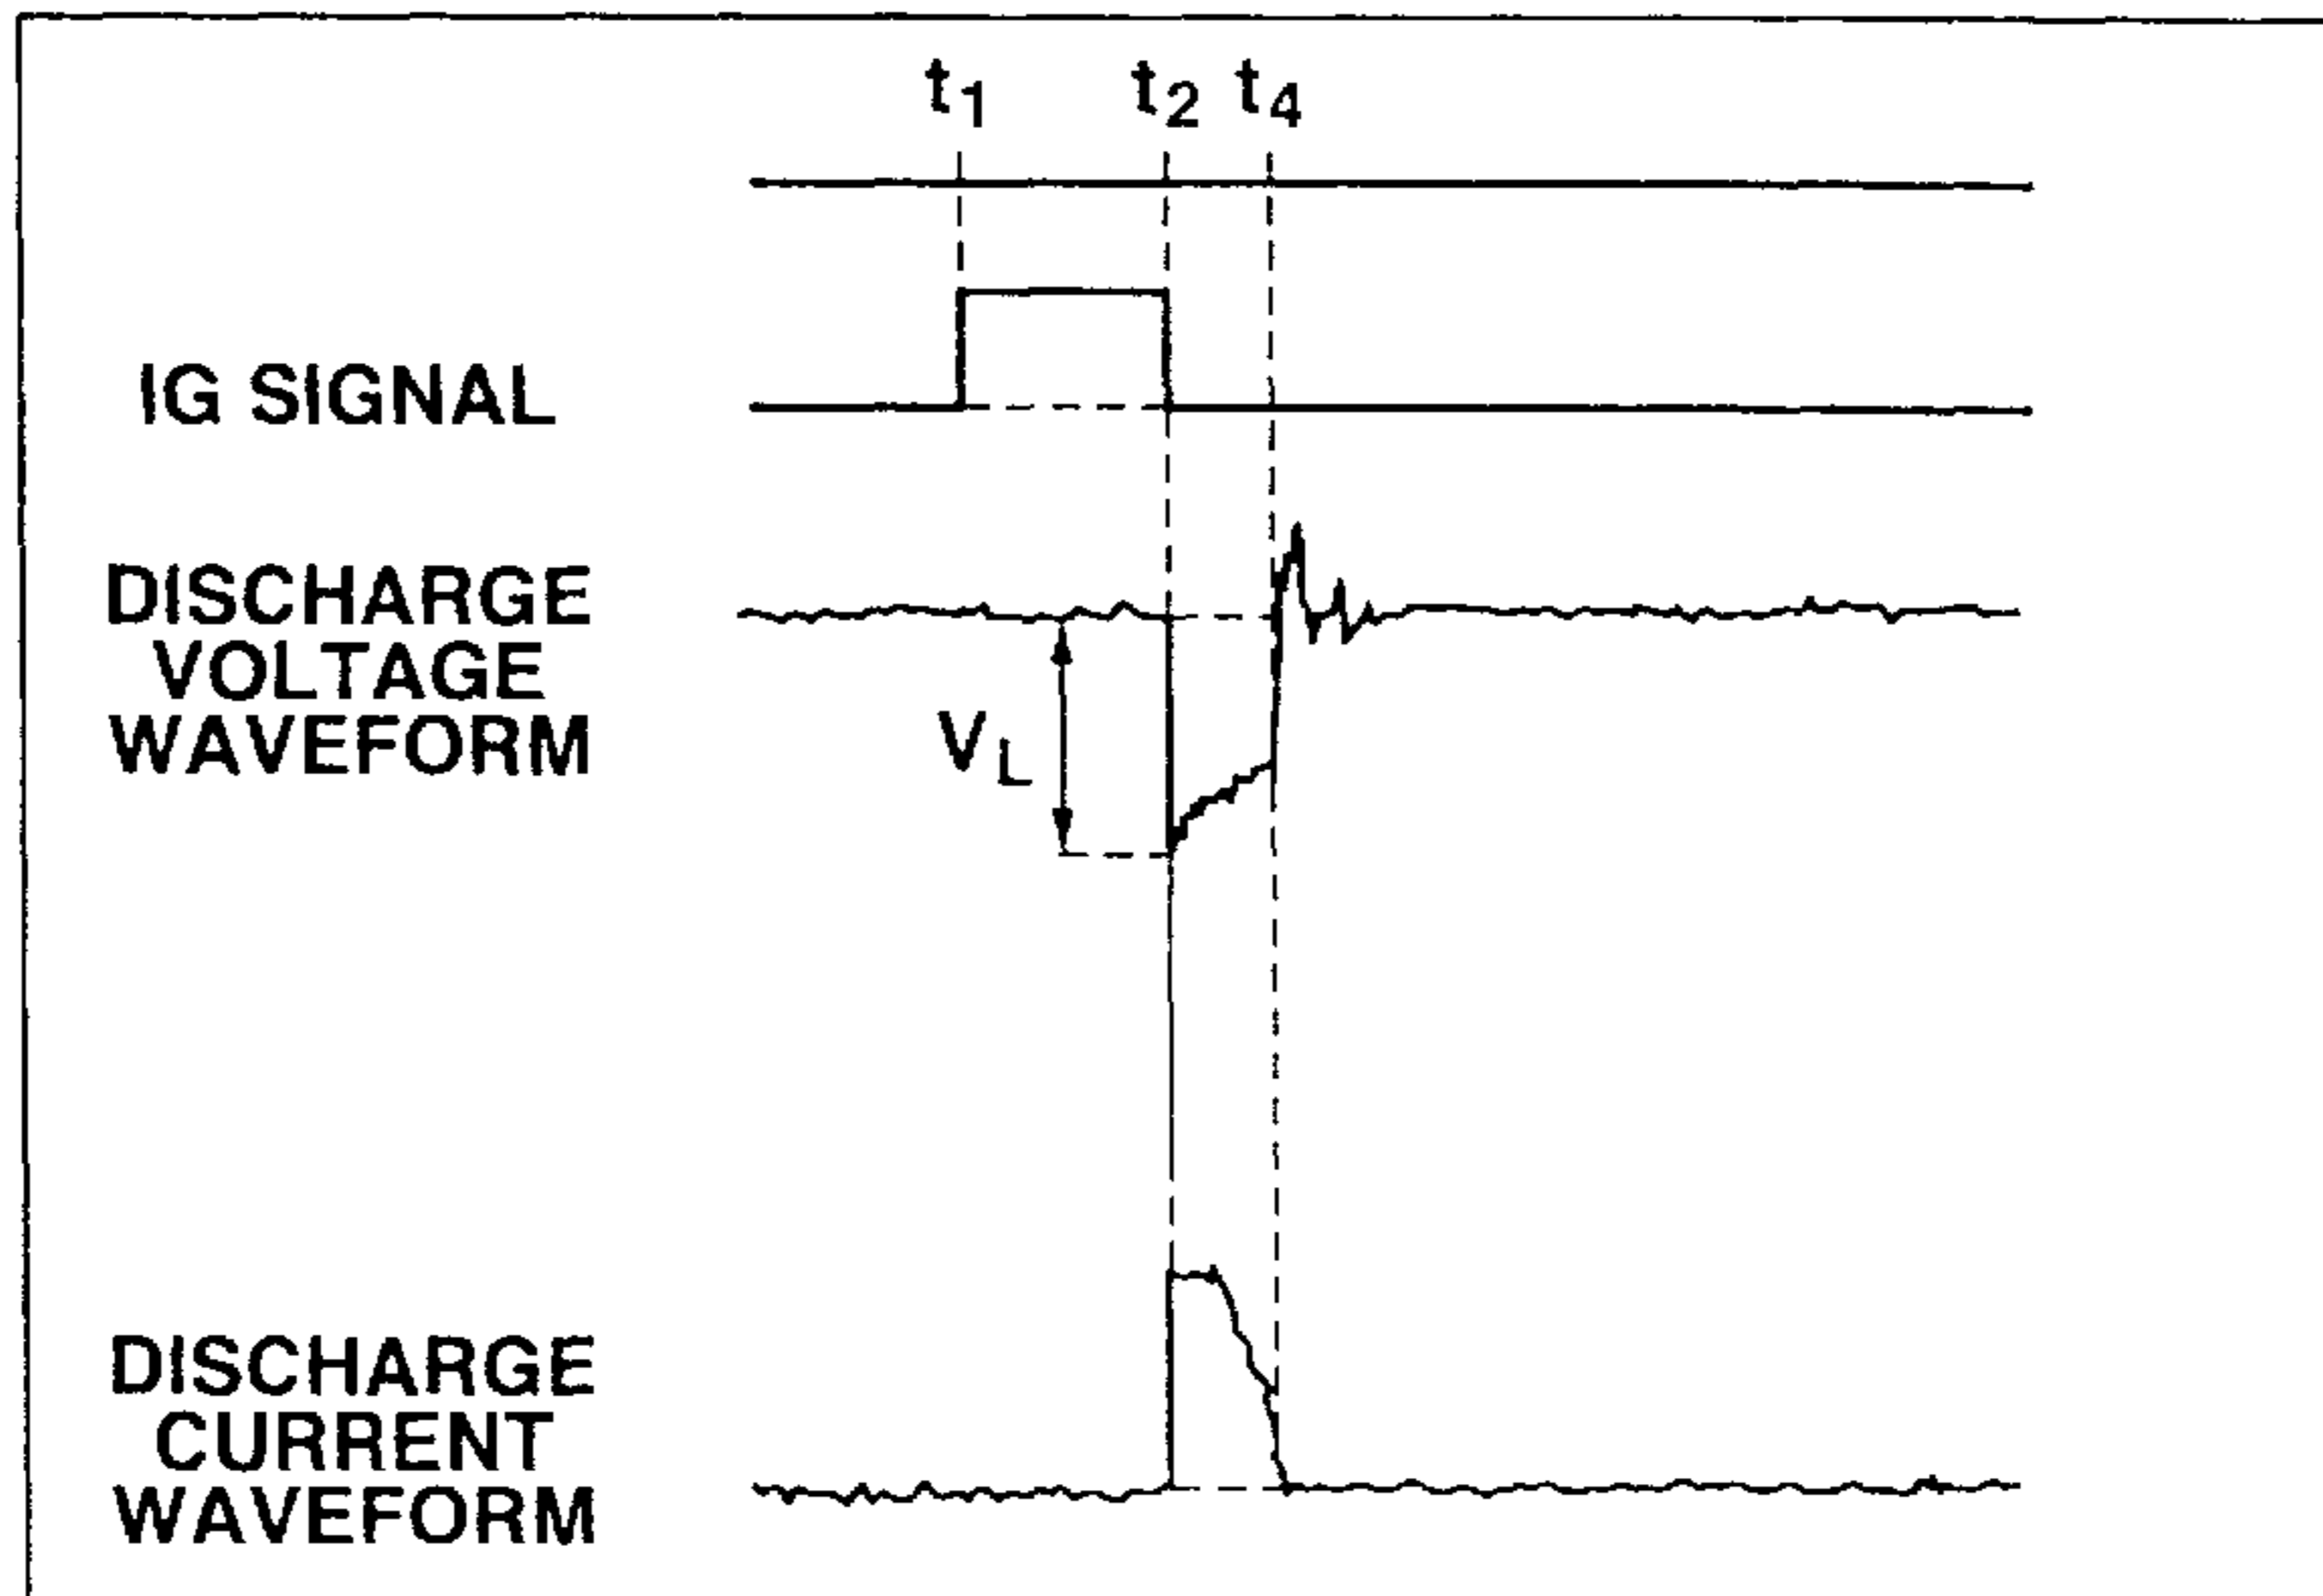 t1 t2 t4
IG SIGNAL
DISCHARGE
VOLTAGE
WAVEFORM
VL
DISCHARGE
CURRENT
WAVEFORM